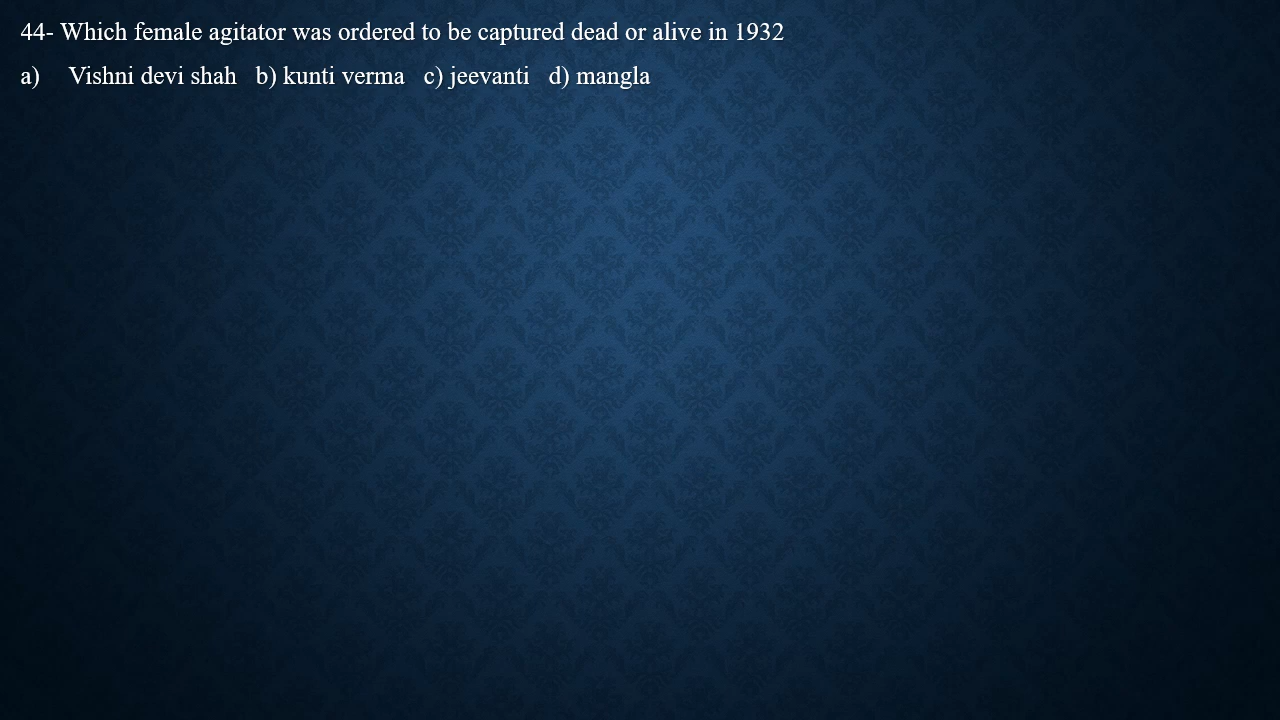 44- Which female agitator was ordered to be captured dead or alive in 1932
a) Vishni devi shah b) kunti verma c) jeevanti d) mangla